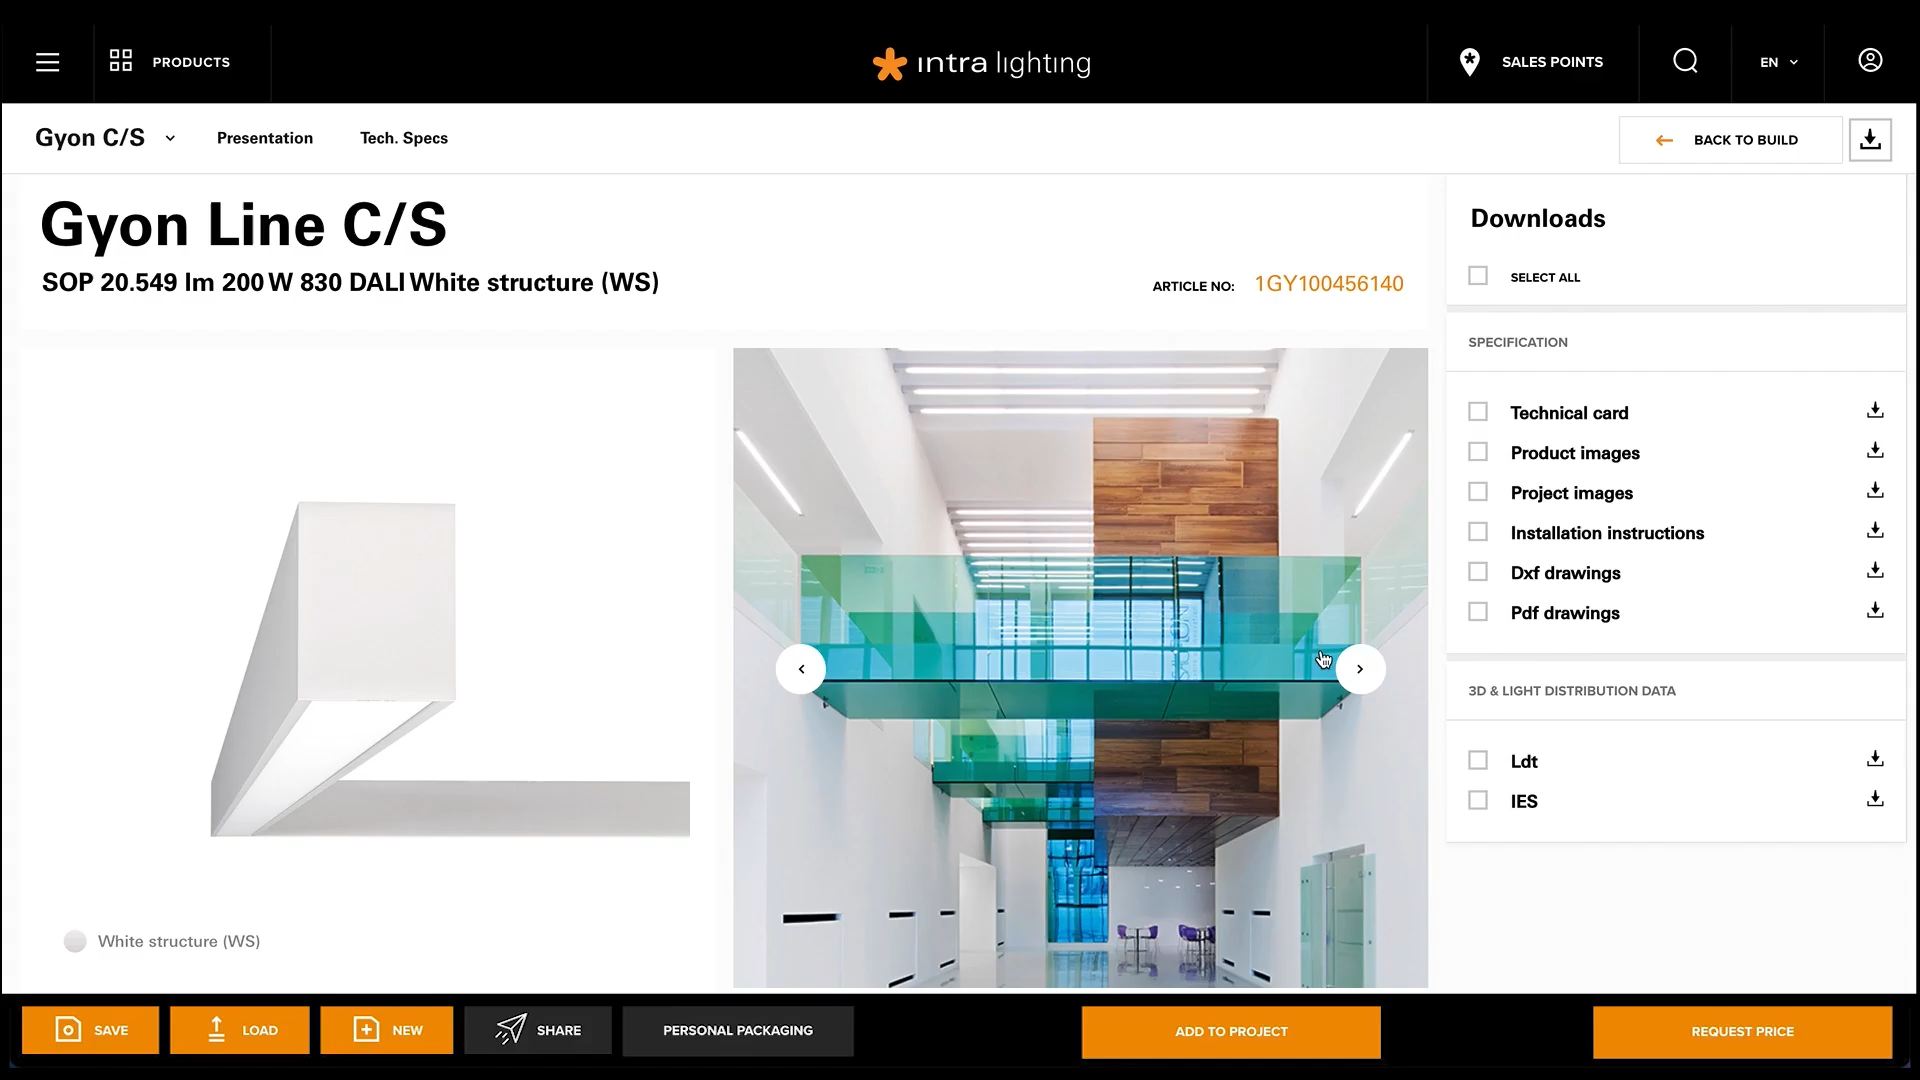 PRODUCTS
intra lighting
SALES POINTS
EN
Gyon C/S
Presentation
Tech. Specs
BACK TO BUILD
Gyon Line C/S
SOP 20.549 lm 200 W 830 DALI White structure (WS)
ARTICLE NO: 1GY100456140
White structure (WS)
Downloads
SELECT ALL
SPECIFICATION
Technical card
Product images
Project images
Installation instructions
Dxf drawings
Pdf drawings
3D & LIGHT DISTRIBUTION DATA
Ldt
IES
SAVE
LOAD
NEW
SHARE
PERSONAL PACKAGING
ADD TO PROJECT
REQUEST PRICE